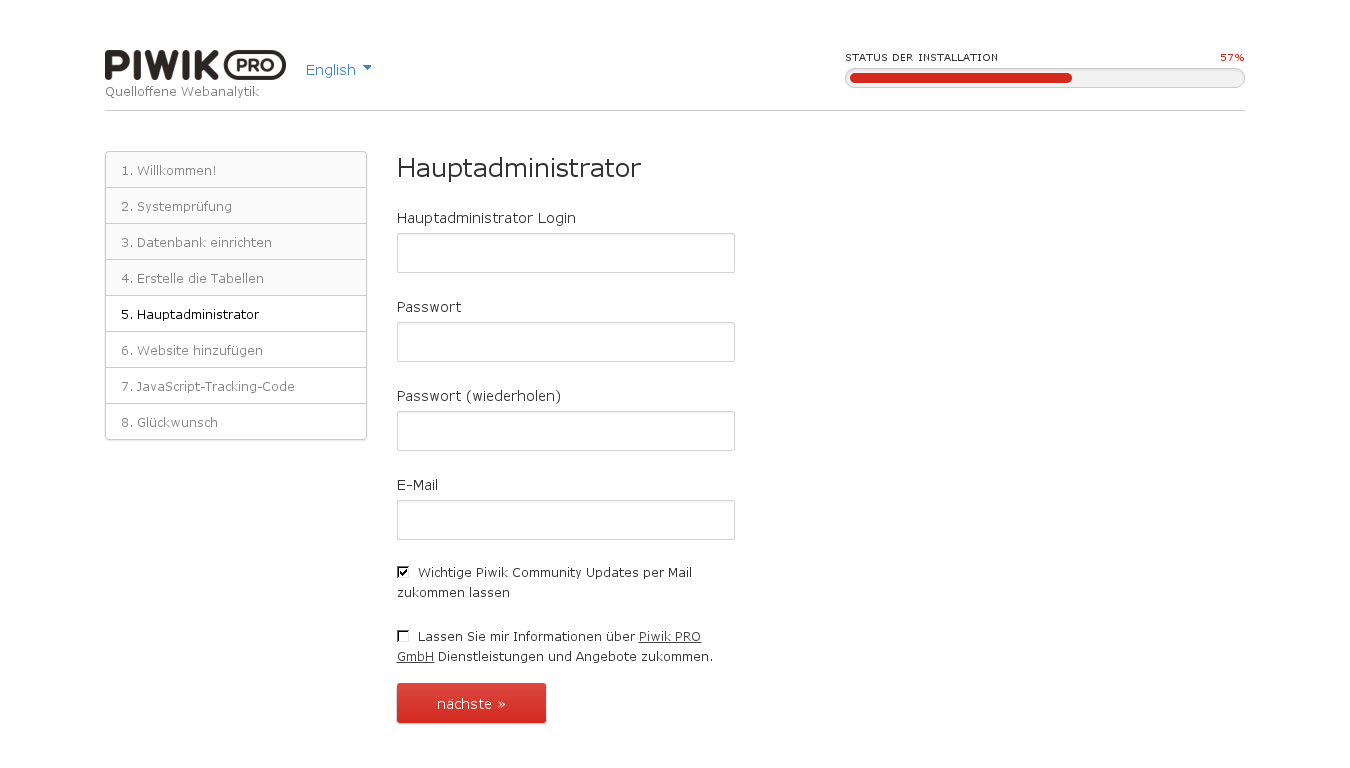 PIWIK PRO
English
Quelloffene Webanalytik
STATUS DER INSTALLATION 57%
1. Willkommen!
2. Systemprüfung
3. Datenbank einrichten
4. Erstelle die Tabellen
5. Hauptadministrator
6. Website hinzufügen
7. JavaScript-Tracking-Code
8. Glückwunsch
Hauptadministrator
Hauptadministrator Login
Passwort
Passwort (wiederholen)
E-Mail
Wichtige Piwik Community Updates per Mail
zukommen lassen
Lassen Sie mir Informationen über Piwik PRO
GmbH Dienstleistungen und Angebote zukommen.
nächste »